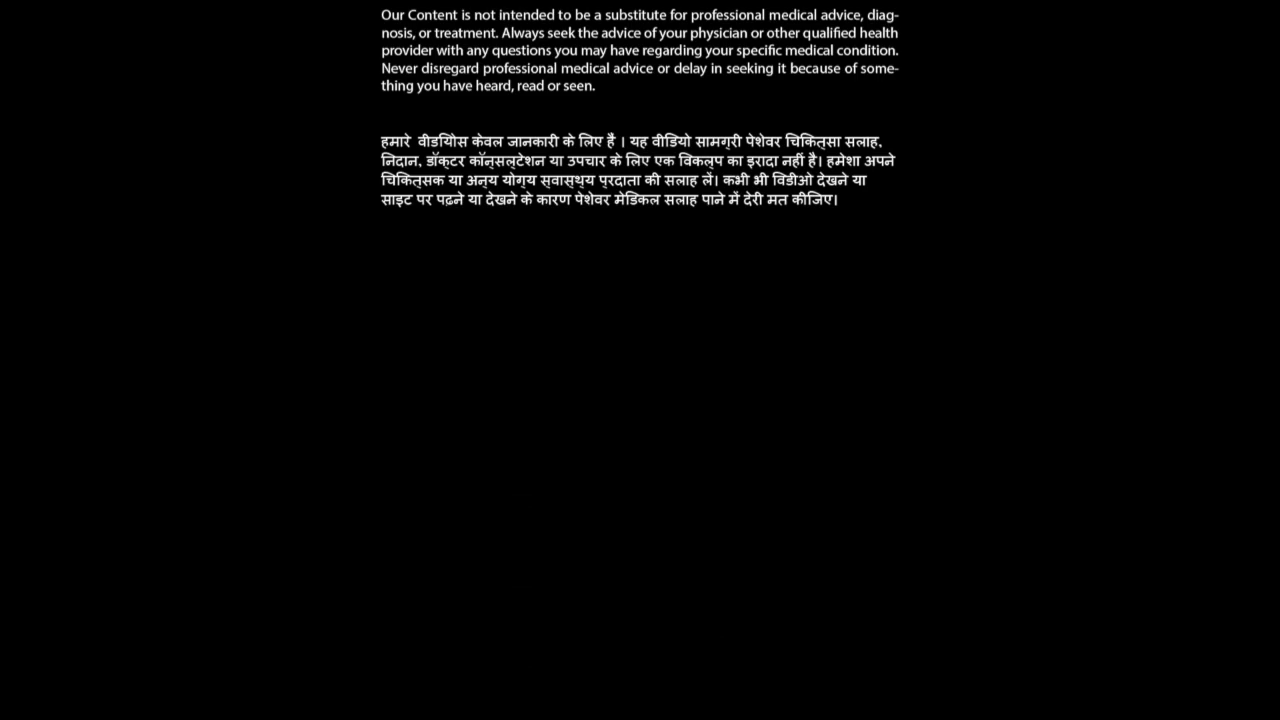 Our Content is not intended to be a substitute for professional medical advice, diag-
nosis, or treatment. Always seek the advice of your physician or other qualified health
provider with any questions you may have regarding your specific medical condition.
Never disregard professional medical advice or delay in seeking it because of some-
thing you have heard, read or seen.
हमारे वीडियोिस केवल जानकारी के लिए है । यह वीडियो सामग्री पेशेवर चिकित्सा सलाह,
निदान, डॉक्टर कॉन्सल्टेशन या उपचार के लिए एक विकल्प का इरादा नहीं है। हमेशा अपने
चिकित्सक या अन्य योग्य स्वास्थ्य प्रदाता की सलाह लें। कभी भी विडीओ देखने या
साइट पर पढ़ने या देखने के कारण पेशेवर मेडिकल सलाह पाने में देरी मत कीजिए।